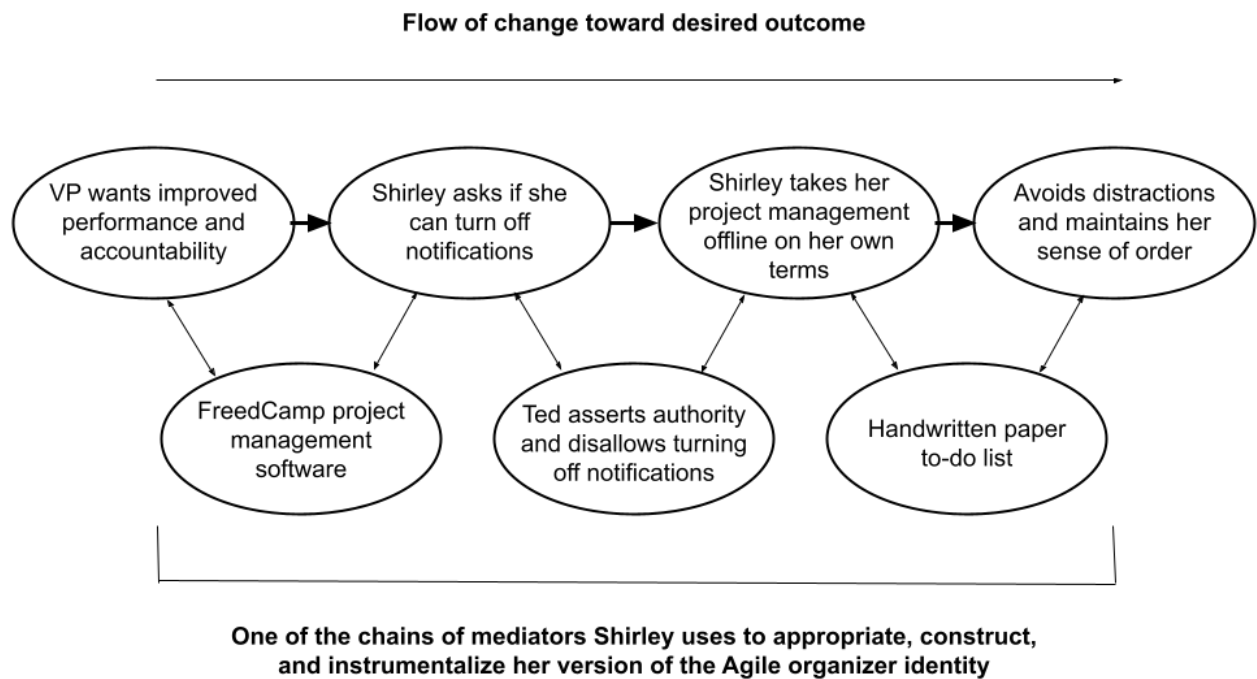 Flow of change toward desired outcome
VP wants improved
performance and
accountability
Shirley asks if she
can turn off
notifications
Shirley takes her
project management
offline on her own
terms
Avoids distractions
and maintains her
sense of order
FreedCamp project
management
software
Ted asserts authority
and disallows turning
off notifications
Handwritten paper
to-do list
One of the chains of mediators Shirley uses to appropriate, construct,
and instrumentalize her version of the Agile organizer identity